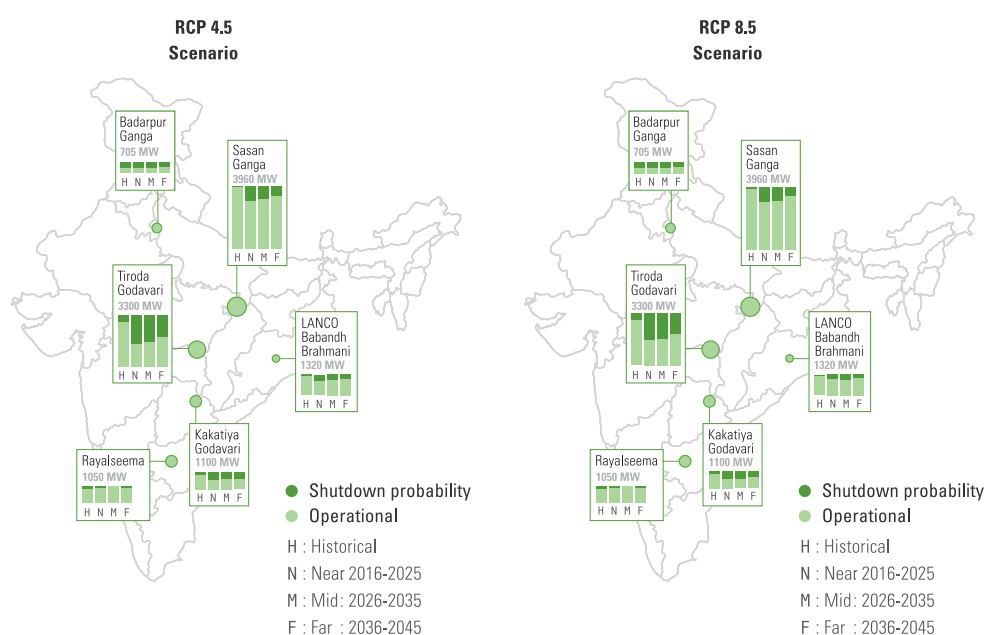 RCP 4.5
Scenario
Badarpur
Ganga
705 MW
H N M F
Sasan
Ganga
3960 MW
H N M F
Tiroda
Godavari
3300 MW
H N M F
LANCO
Babandh
Brahmani
1320 MW
H N M F
Kakatiya
Godavari
1100 MW
H N M F
Rayalseema
1050 MW
H N M F
Shutdown probability
Operational
H : Historical
N : Near 2016-2025
M : Mid : 2026-2035
F : Far : 2036-2045
RCP 8.5
Scenario
Badarpur
Ganga
705 MW
H N M F
Sasan
Ganga
3960 MW
H N M F
Tiroda
Godavari
3300 MW
H N M F
LANCO
Babandh
Brahmani
1320 MW
H N M F
Kakatiya
Godavari
1100 MW
H N M F
Rayalseema
1050 MW
H N M F
Shutdown probability
Operational
H : Historical
N : Near 2016-2025
M : Mid : 2026-2035
F : Far : 2036-2045